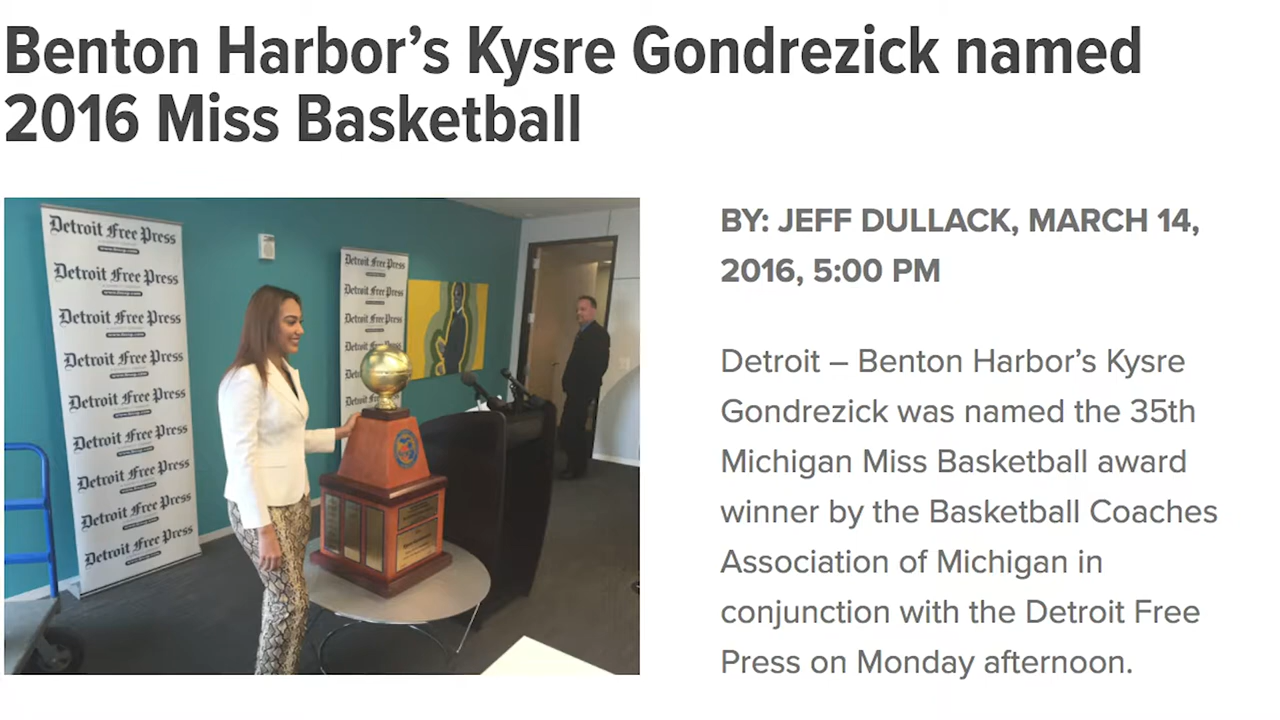 Benton Harbor’s Kysre Gondrezick named
2016 Miss Basketball
BY: JEFF DULLACK, MARCH 14,
2016, 5:00 PM
Detroit – Benton Harbor’s Kysre
Gondrezick was named the 35th
Michigan Miss Basketball award
winner by the Basketball Coaches
Association of Michigan in
conjunction with the Detroit Free
Press on Monday afternoon.
Detroit Free Press
Detroit Free Press
Detroit Free Press
Detroit Free Press
Detroit Free Press
Detroit Free Press
Detroit Free Press
Detroit Free Press
Detroit Free Press
Detroit Free Press
Detroit Free Press
Detroit Free Press